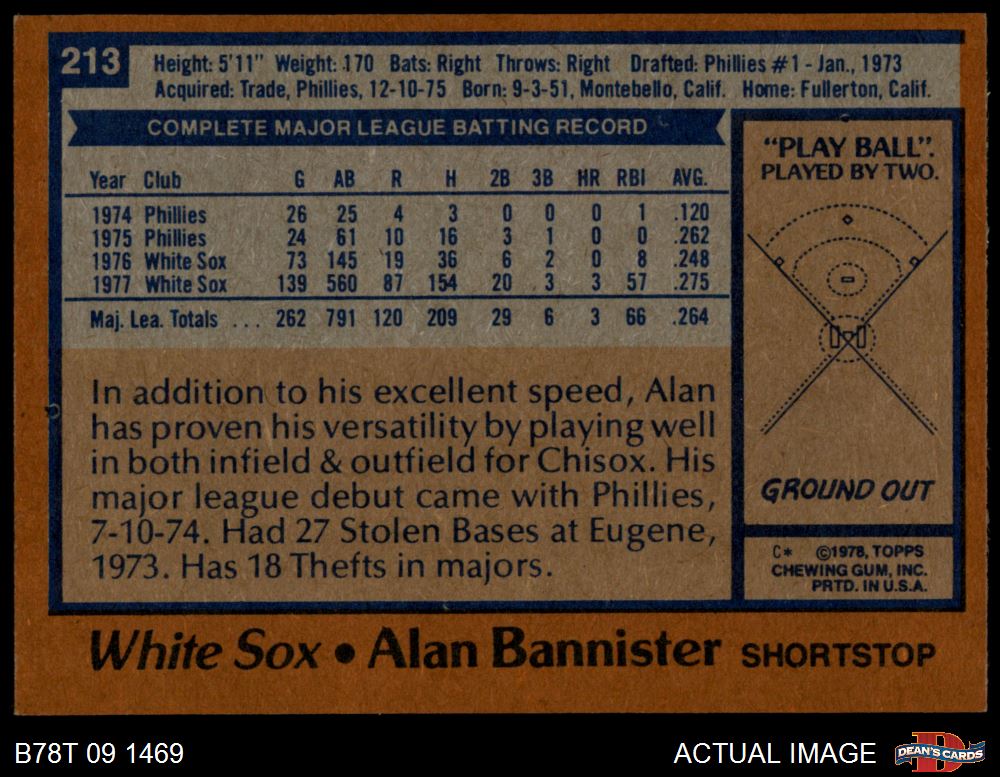 213
Height: 5'11" Weight: 170 Bats: Right Throws: Right Drafted: Phillies #1 - Jan., 1973
Acquired: Trade, Phillies, 12-10-75 Born: 9-3-51, Montebello, Calif. Home: Fullerton, Calif.
COMPLETE MAJOR LEAGUE BATTING RECORD
Year Club G AB R H 2B 3B HR RBI AVG.
1974 Phillies 26 25 4 3 0 0 0 1 .120
1975 Phillies 24 61 10 16 3 1 0 0 .262
1976 White Sox 73 145 19 36 6 2 0 8 .248
1977 White Sox 139 560 87 154 20 3 3 57 .275
Maj. Lea. Totals ... 262 791 120 209 29 6 3 66 .264
In addition to his excellent speed, Alan
has proven his versatility by playing well
in both infield & outfield for Chisox. His
major league debut came with Phillies,
7-10-74. Had 27 Stolen Bases at Eugene,
1973. Has 18 Thefts in majors.
"PLAY BALL".
PLAYED BY TWO.
GROUND OUT
C* ©1978, TOPPS
CHEWING GUM, INC.
PRTD. IN U.S.A.
White Sox • Alan Bannister SHORTSTOP
B78T 09 1469
ACTUAL IMAGE
D
DEAN'S CARDS